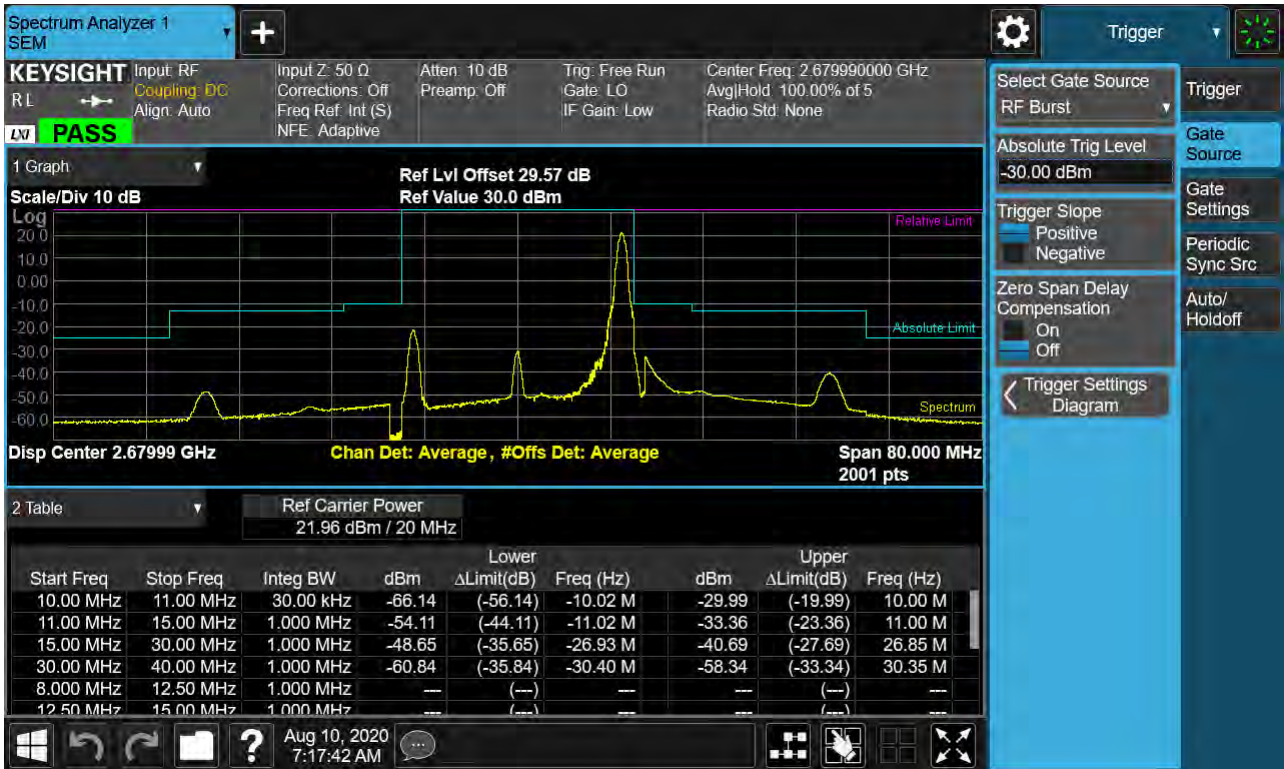 Spectrum Analyzer 1
SEM
Trigger
KEYSIGHT
R L
LXI
PASS
Input: RF
Coupling: DC
Align: Auto
Input Z: 50 Ω
Corrections: Off
Freq Ref: Int (S)
NFE: Adaptive
Atten: 10 dB
Preamp: Off
Trig: Free Run
Gate: LO
IF Gain: Low
Center Freq: 2.679990000 GHz
Avg|Hold: 100.00% of 5
Radio Std: None
1 Graph
Scale/Div 10 dB
Ref Lvl Offset 29.57 dB
Ref Value 30.0 dBm
Log
20.0
10.0
0.00
-10.0
-20.0
-30.0
-40.0
-50.0
-60.0
Relative Limit
Absolute Limit
Spectrum
Disp Center 2.67999 GHz
Chan Det: Average, #Offs Det: Average
Span 80.000 MHz
2001 pts
2 Table
Ref Carrier Power
21.96 dBm / 20 MHz
Lower Upper
Start Freq Stop Freq Integ BW dBm ΔLimit(dB) Freq (Hz) dBm ΔLimit(dB) Freq (Hz)
10.00 MHz 11.00 MHz 30.00 kHz -66.14 (-56.14) -10.02 M -29.99 (-19.99) 10.00 M
11.00 MHz 15.00 MHz 1.000 MHz -54.11 (-44.11) -11.02 M -33.36 (-23.36) 11.00 M
15.00 MHz 30.00 MHz 1.000 MHz -48.65 (-35.65) -26.93 M -40.69 (-27.69) 26.85 M
30.00 MHz 40.00 MHz 1.000 MHz -60.84 (-35.84) -30.40 M -58.34 (-33.34) 30.35 M
8.000 MHz 12.50 MHz 1.000 MHz --- (---) --- --- (---) ---
12.50 MHz 15.00 MHz 1.000 MHz --- (---) --- --- (---) ---
Aug 10, 2020
7:17:42 AM
Select Gate Source
RF Burst
Absolute Trig Level
-30.00 dBm
Trigger Slope
Positive
Negative
Zero Span Delay
Compensation
On
Off
Trigger Settings
Diagram
Trigger
Gate
Source
Gate
Settings
Periodic
Sync Src
Auto/
Holdoff